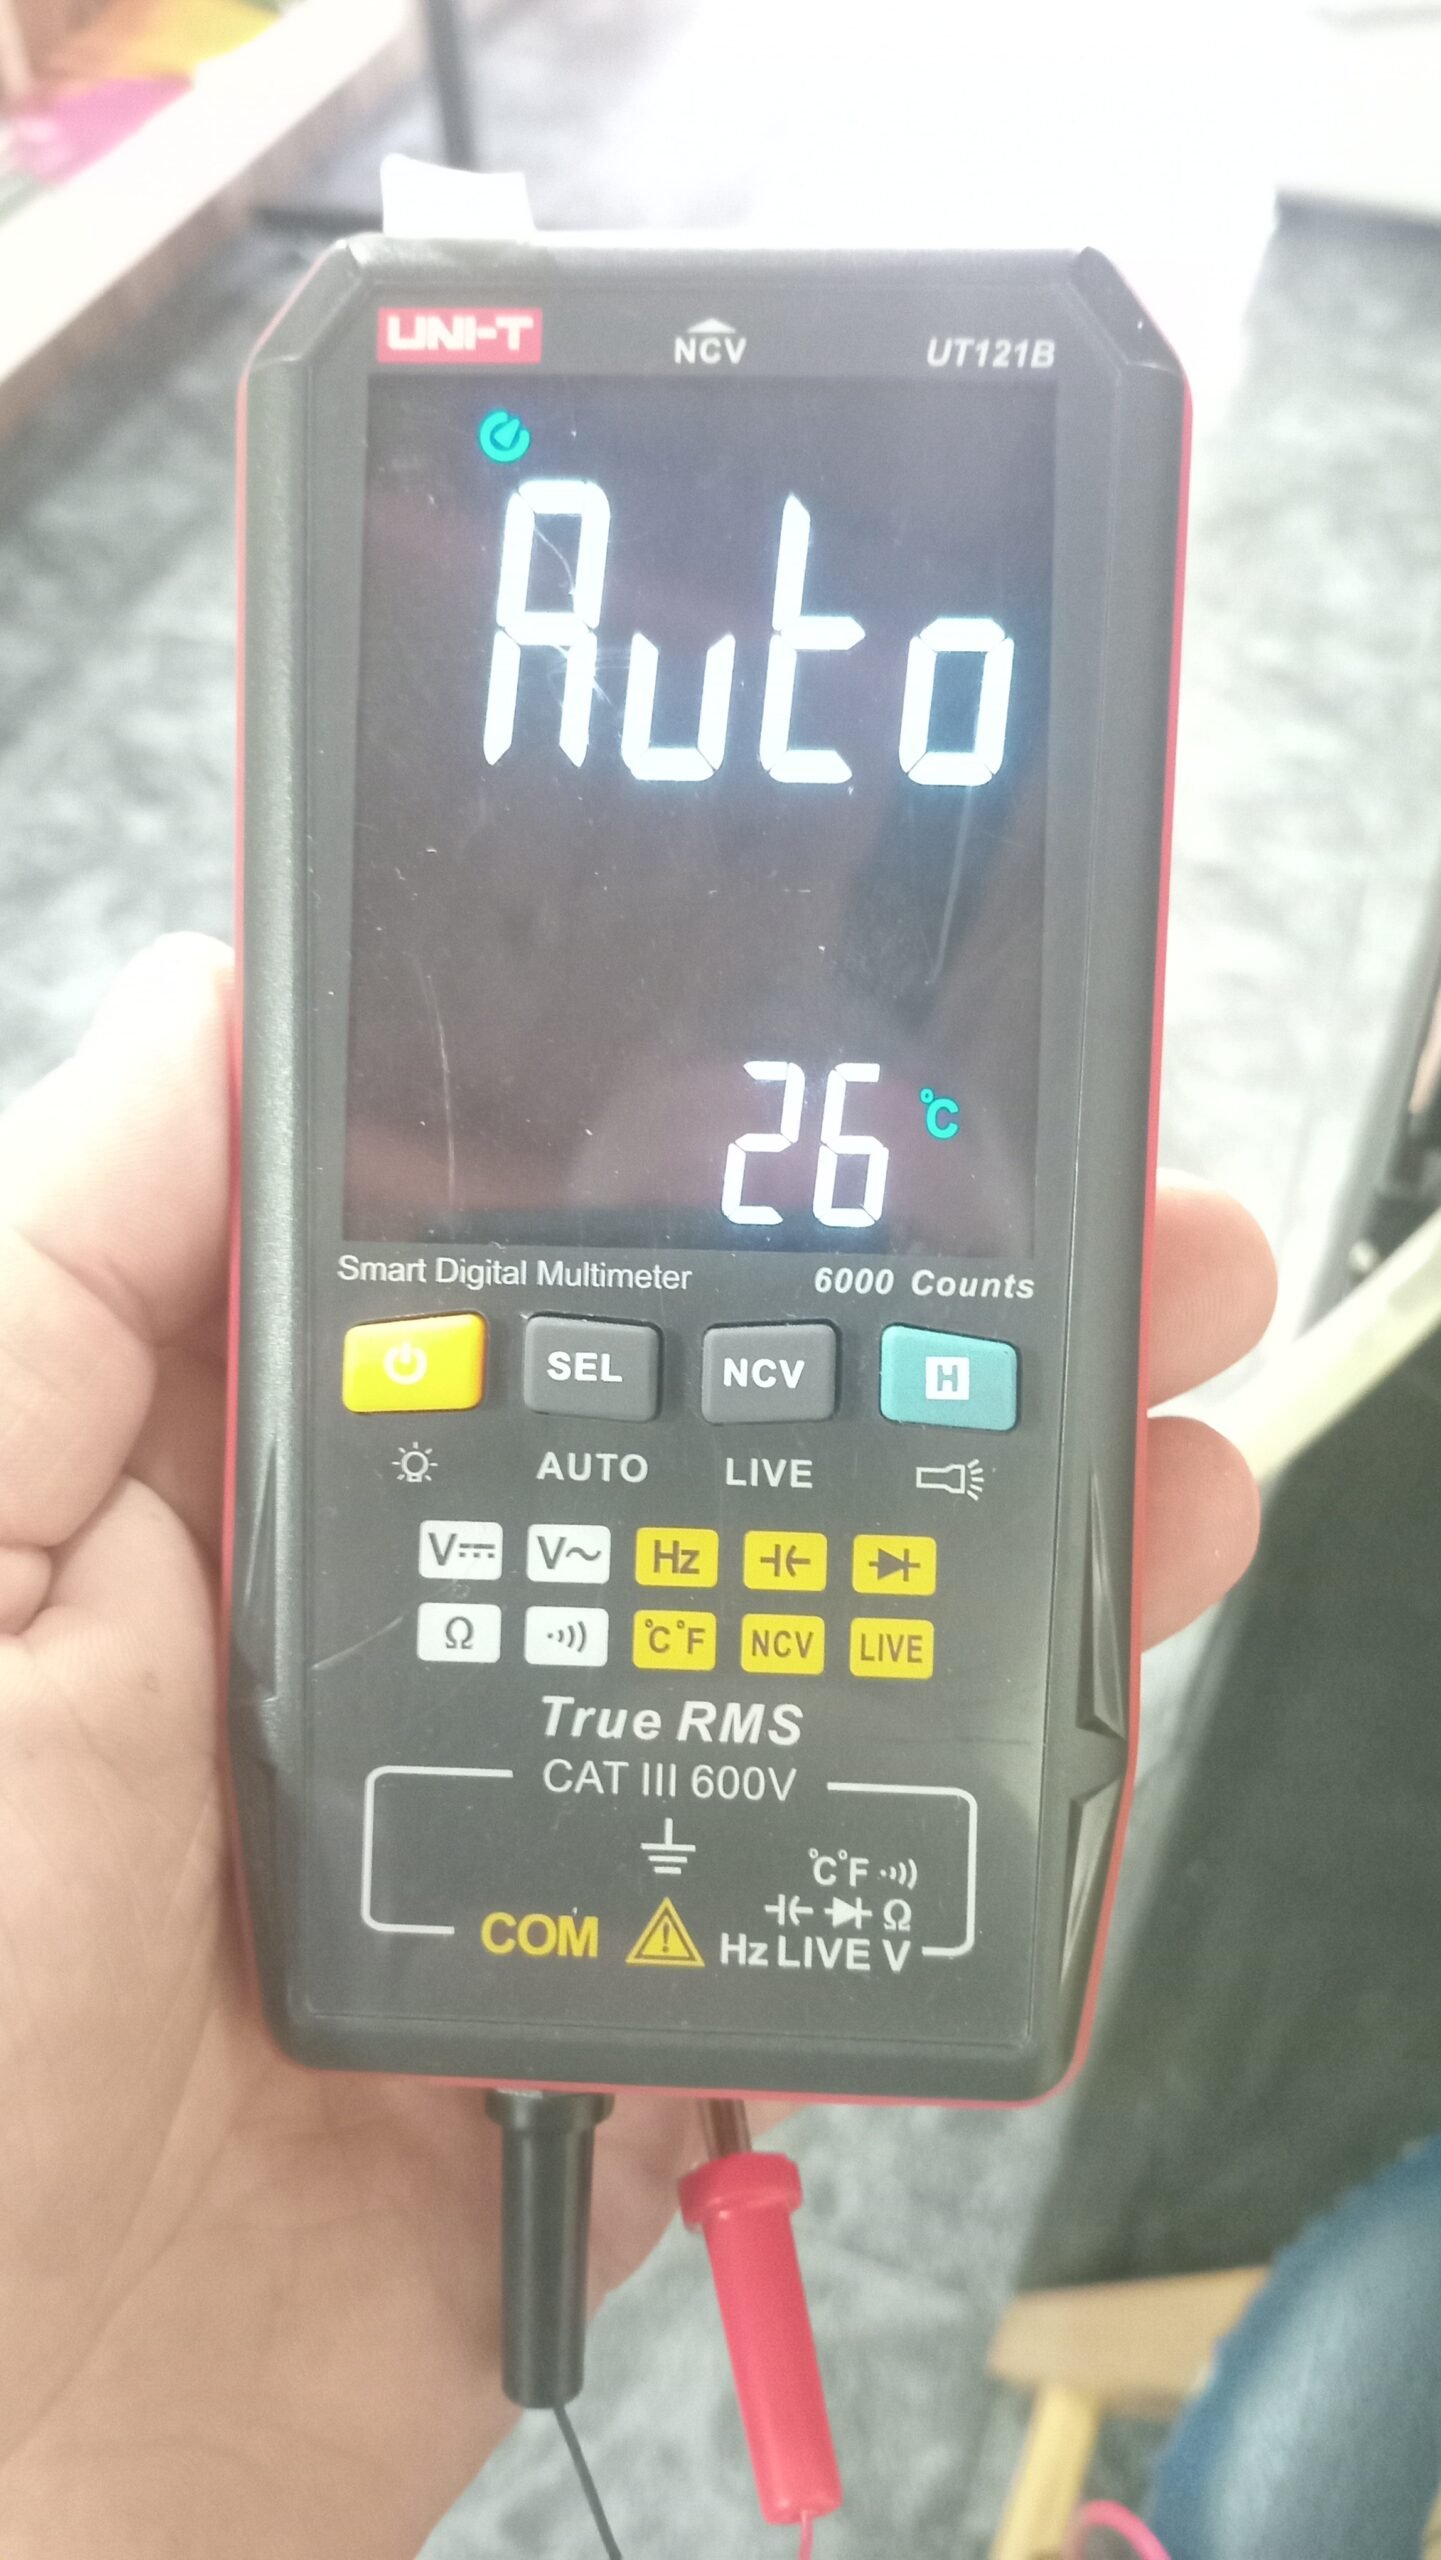 UNI-T NCV UT121B
Auto
26 °C
Smart Digital Multimeter 6000 Counts
SEL NCV H
AUTO LIVE
V⎓ V~ Hz
Ω °C°F NCV LIVE
True RMS
CAT III 600V
°C°F
Ω
COM Hz LIVE V